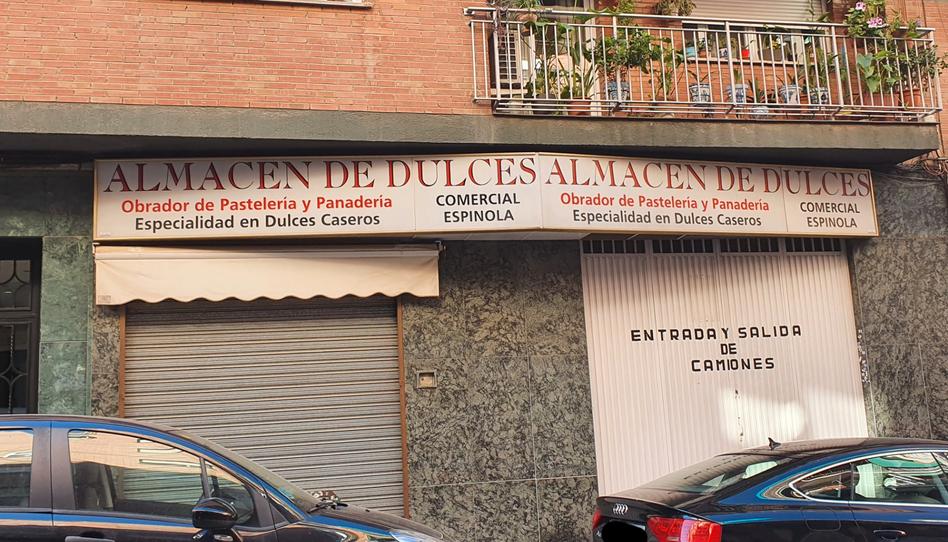 ALMACEN DE DULCES
Obrador de Pastelería y Panadería
Especialidad en Dulces Caseros
COMERCIAL
ESPINOLA
ALMACEN DE DULCES
Obrador de Pastelería y Panadería
Especialidad en Dulces Caseros
COMERCIAL
ESPINOLA
ENTRADA Y SALIDA
DE
CAMIONES